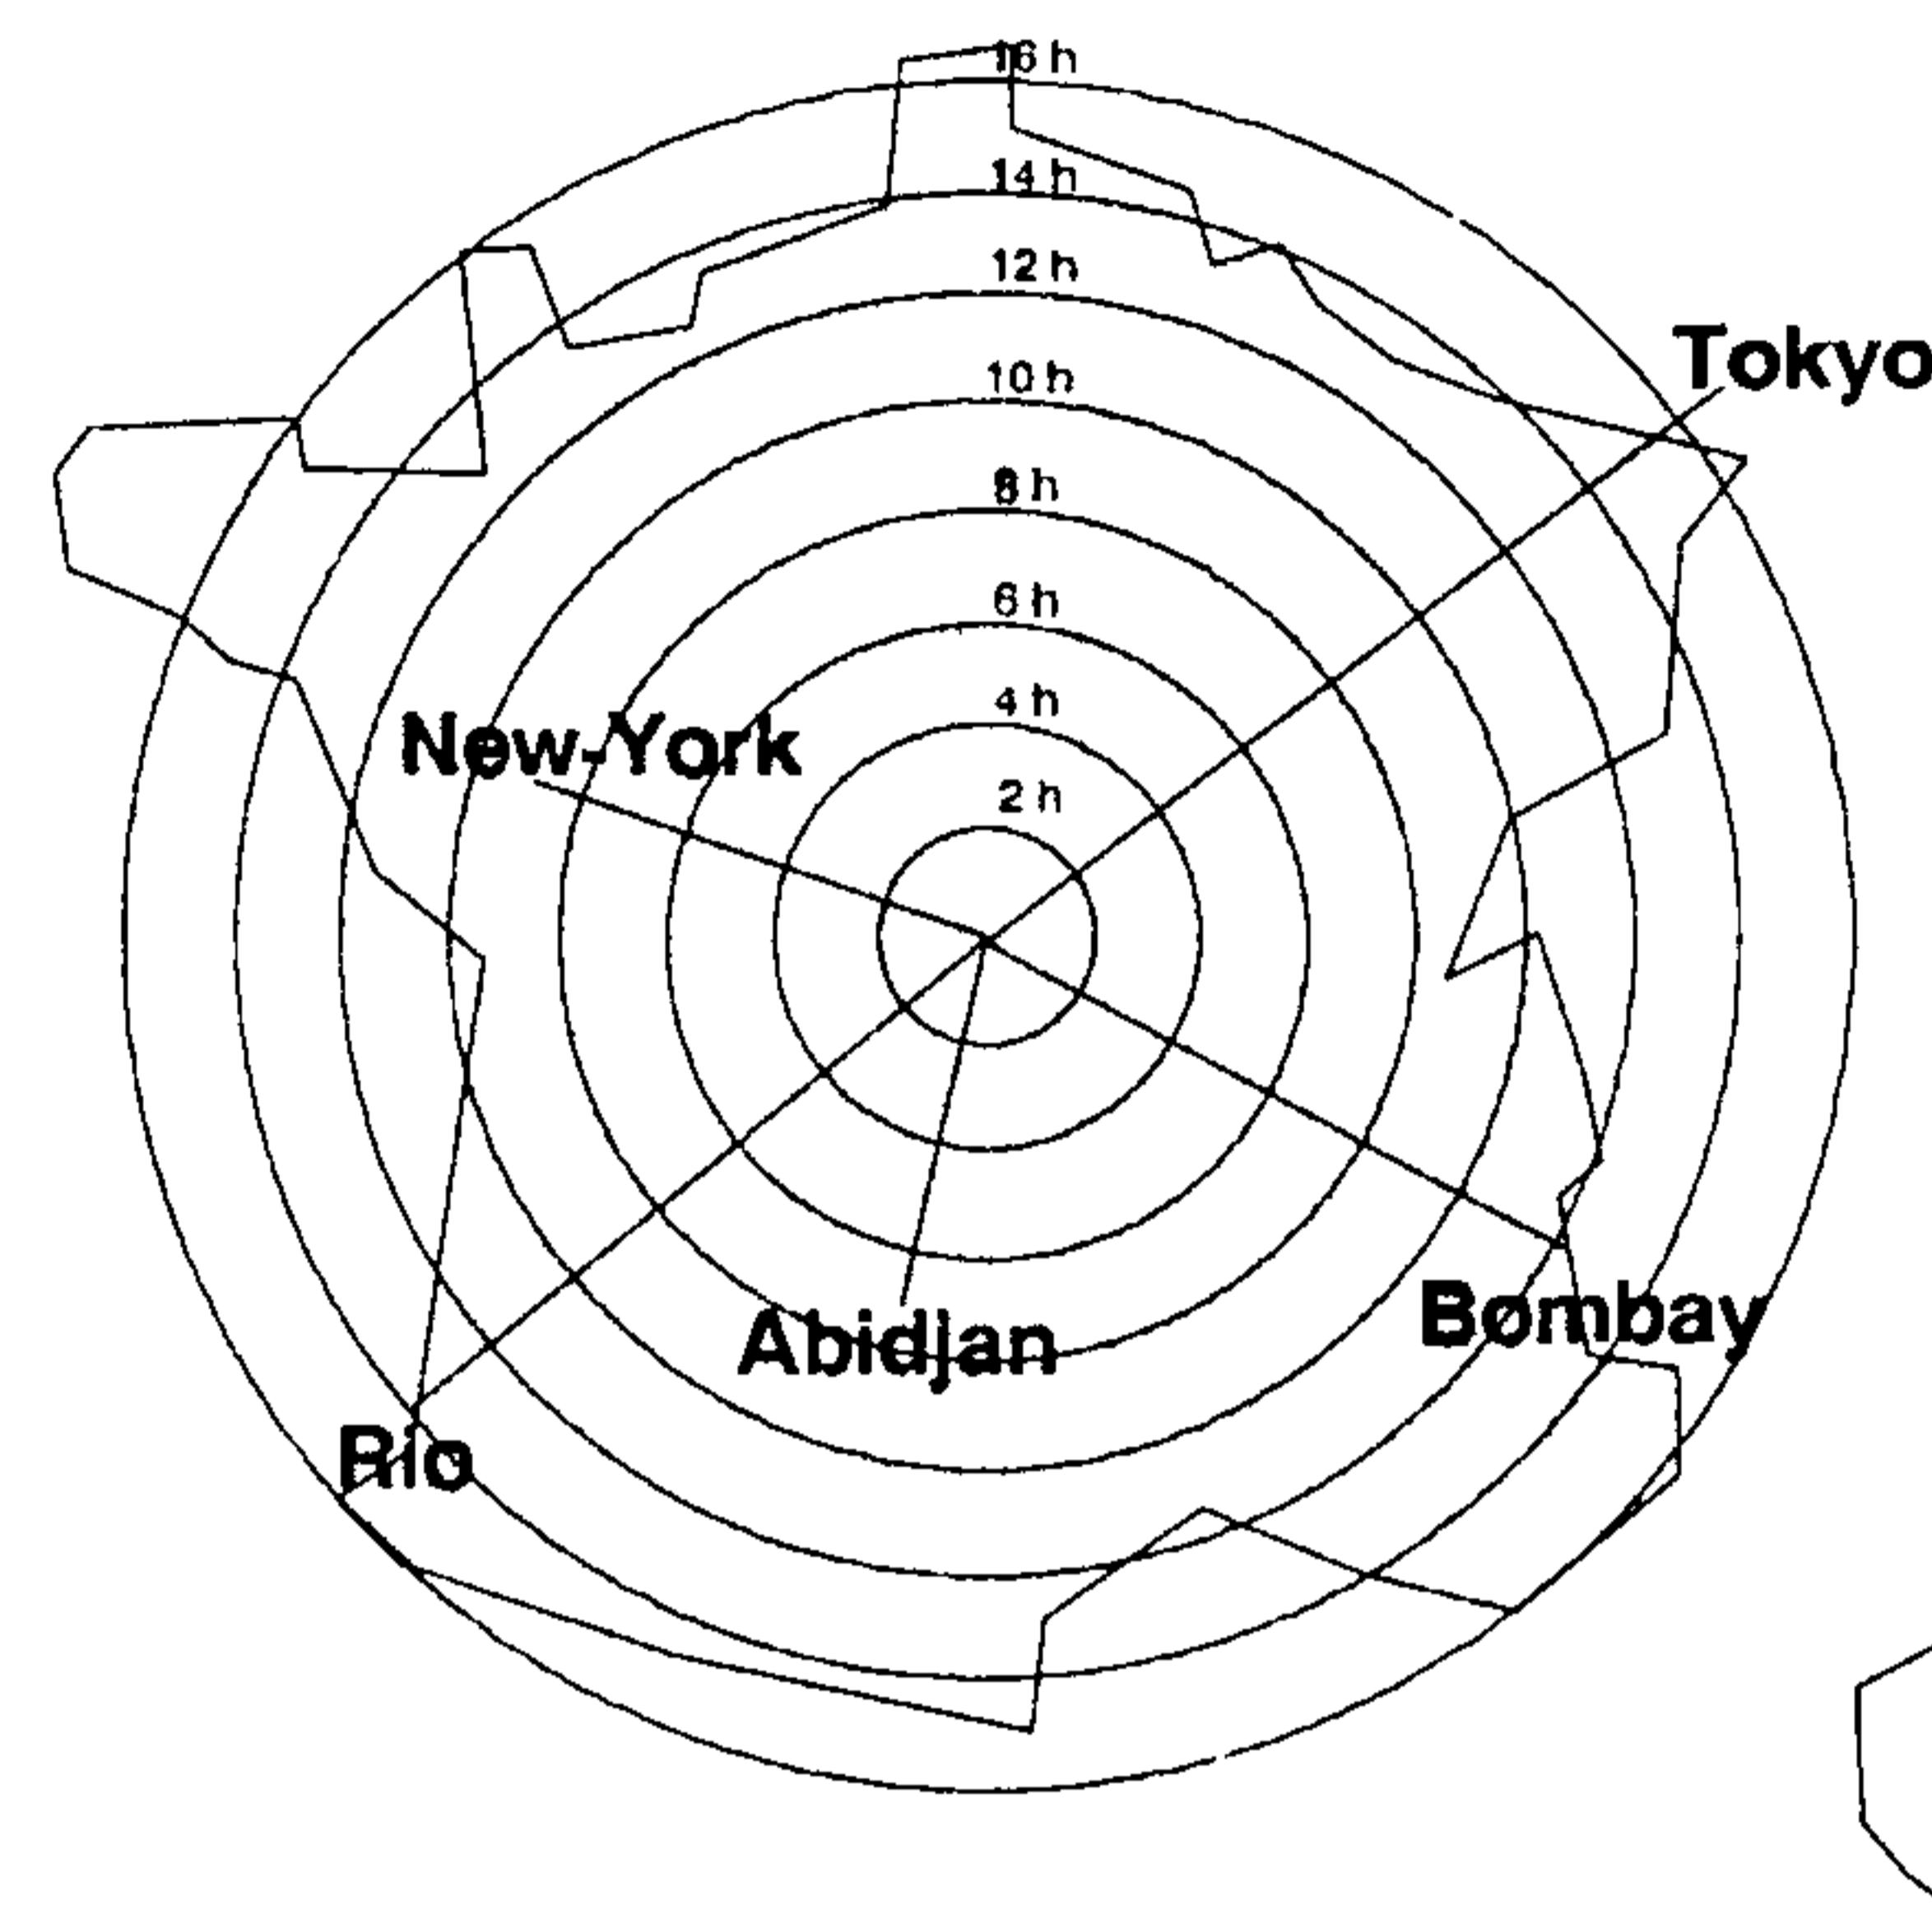 16 h
14 h
12 h
10 h
8 h
6 h
4 h
2 h
Tokyo
New-York
Abidjan
Bombay
Rio